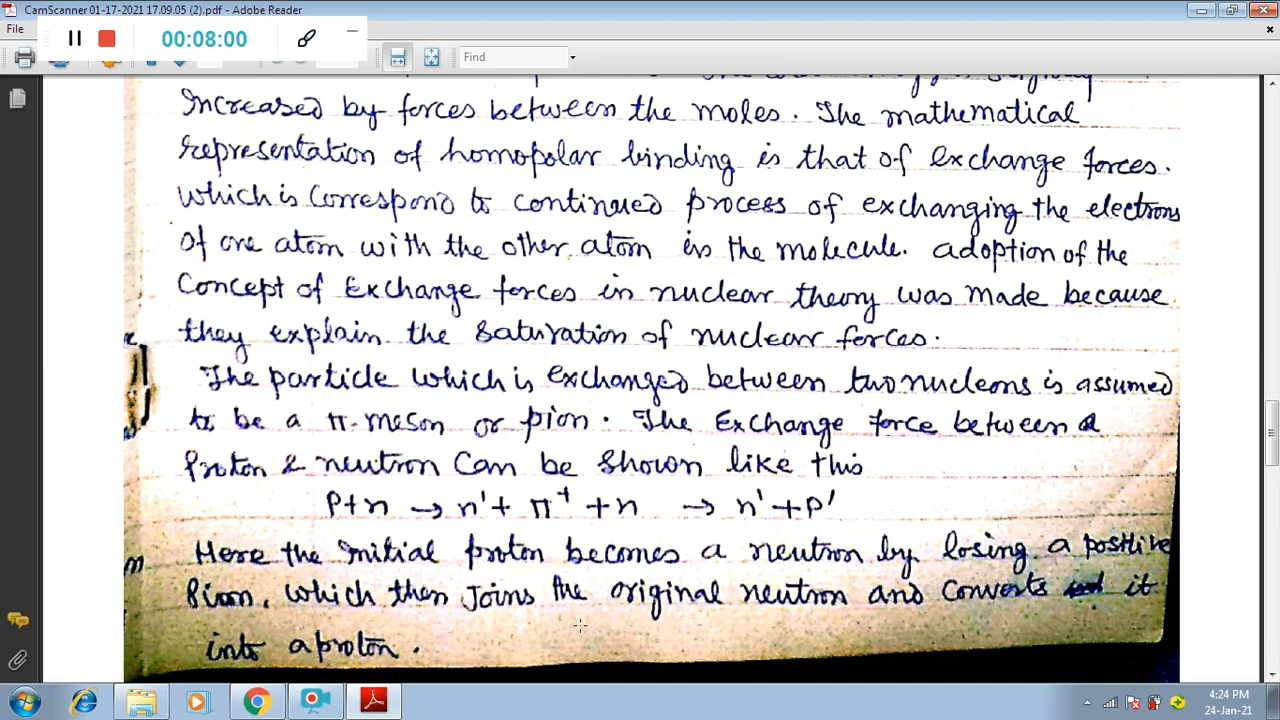 CamScanner 01-17-2021 17.09.05 (2).pdf - Adobe Reader
File
00:08:00
Find
Increased by forces between the moles. The mathematical
representation of homopolar binding is that of exchange forces.
Which is correspond to continued process of exchanging the electrons
of one atom with the other atom in the molecule. adoption of the
Concept of Exchange forces in nuclear theory was made because
they explain the saturation of nuclear forces.
The particle which is exchanged between two nucleons is assumed
to be a π-meson or pion. The Exchange force between a
Proton & neutron Can be Shown like this
P+n → n' + π⁺ + n → n' + p'
Here the initial proton becomes a neutron by losing a positive
Pion, which then Joins the original neutron and Converts it
into a proton.
4:24 PM
24-Jan-21